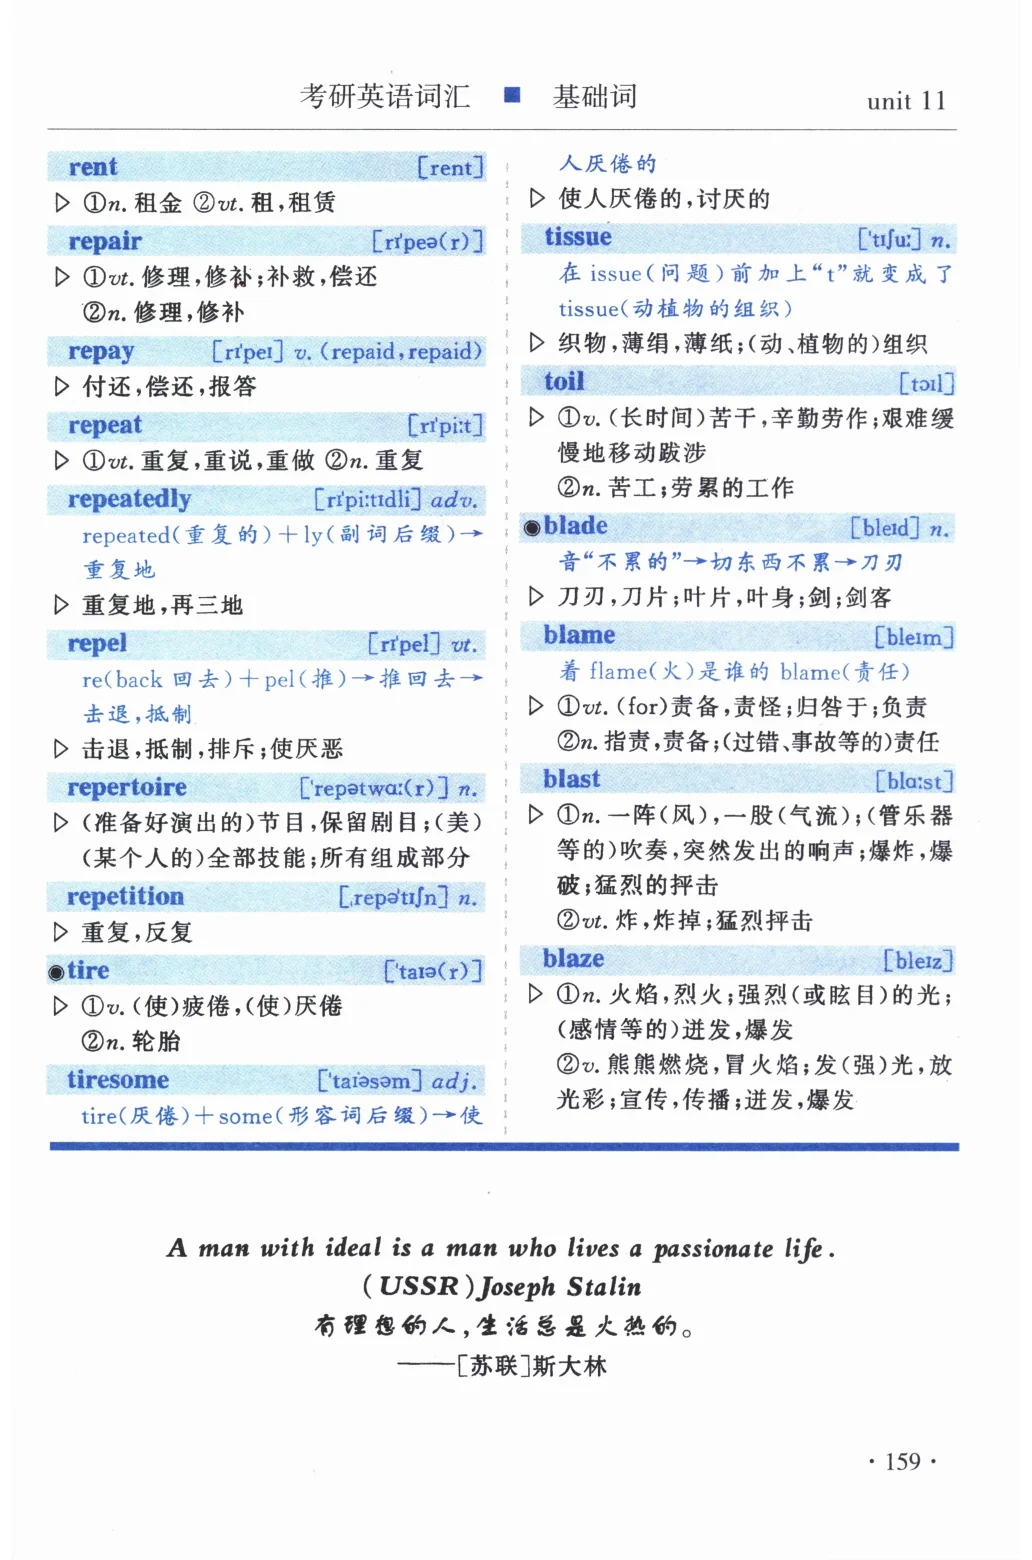 考研英语词汇 ■ 基础词 unit 11
rent [rent]
▷ ①n. 租金 ②vt. 租,租赁
repair [rɪˈpeə(r)]
▷ ①vt. 修理,修补;补救,偿还
②n. 修理,修补
repay [rɪˈpeɪ] v. (repaid,repaid)
▷ 付还,偿还,报答
repeat [rɪˈpiːt]
▷ ①vt. 重复,重说,重做 ②n. 重复
repeatedly [rɪˈpiːtɪdli] adv.
repeated(重复的)+ly(副词后缀)→
重复地
▷ 重复地,再三地
repel [rɪˈpel] vt.
re(back 回去)+pel(推)→推回去→
击退,抵制
▷ 击退,抵制,排斥;使厌恶
repertoire [ˈrepətwɑː(r)] n.
▷ (准备好演出的)节目,保留剧目;(美)
(某个人的)全部技能;所有组成部分
repetition [ˌrepəˈtɪʃn] n.
▷ 重复,反复
◉tire [ˈtaɪə(r)]
▷ ①v. (使)疲倦,(使)厌倦
②n. 轮胎
tiresome [ˈtaɪəsəm] adj.
tire(厌倦)+some(形容词后缀)→使
人厌倦的
▷ 使人厌倦的,讨厌的
tissue [ˈtɪʃuː] n.
在 issue(问题)前加上“t”就变成了
tissue(动植物的组织)
▷ 织物,薄绢,薄纸;(动、植物的)组织
toil [tɔɪl]
▷ ①v. (长时间)苦干,辛勤劳作;艰难缓
慢地移动跋涉
②n. 苦工;劳累的工作
◉blade [bleɪd] n.
音“不累的”→切东西不累→刀刃
▷ 刀刃,刀片;叶片,叶身;剑;剑客
blame [bleɪm]
着 flame(火)是谁的 blame(责任)
▷ ①vt. (for)责备,责怪;归咎于;负责
②n. 指责,责备;(过错、事故等的)责任
blast [blɑːst]
▷ ①n. 一阵(风),一股(气流);(管乐器
等的)吹奏,突然发出的响声;爆炸,爆
破;猛烈的抨击
②vt. 炸,炸掉;猛烈抨击
blaze [bleɪz]
▷ ①n. 火焰,烈火;强烈(或眩目)的光;
(感情等的)迸发,爆发
②v. 熊熊燃烧,冒火焰;发(强)光,放
光彩;宣传,传播;迸发,爆发
A man with ideal is a man who lives a passionate life.
(USSR)Joseph Stalin
有理想的人,生活总是火热的。
——[苏联]斯大林
·159·